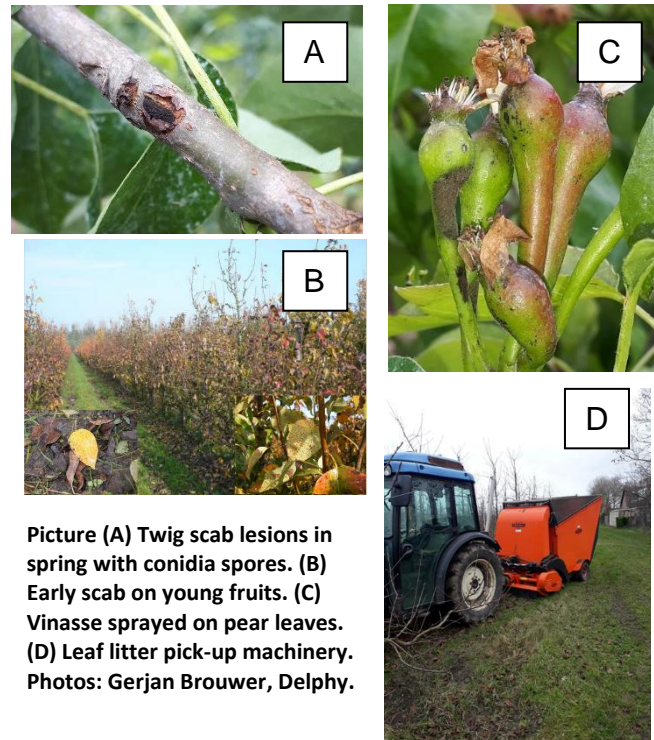 A
C
B
D
Picture (A) Twig scab lesions in
spring with conidia spores. (B)
Early scab on young fruits. (C)
Vinasse sprayed on pear leaves.
(D) Leaf litter pick-up machinery.
Photos: Gerjan Brouwer, Delphy.